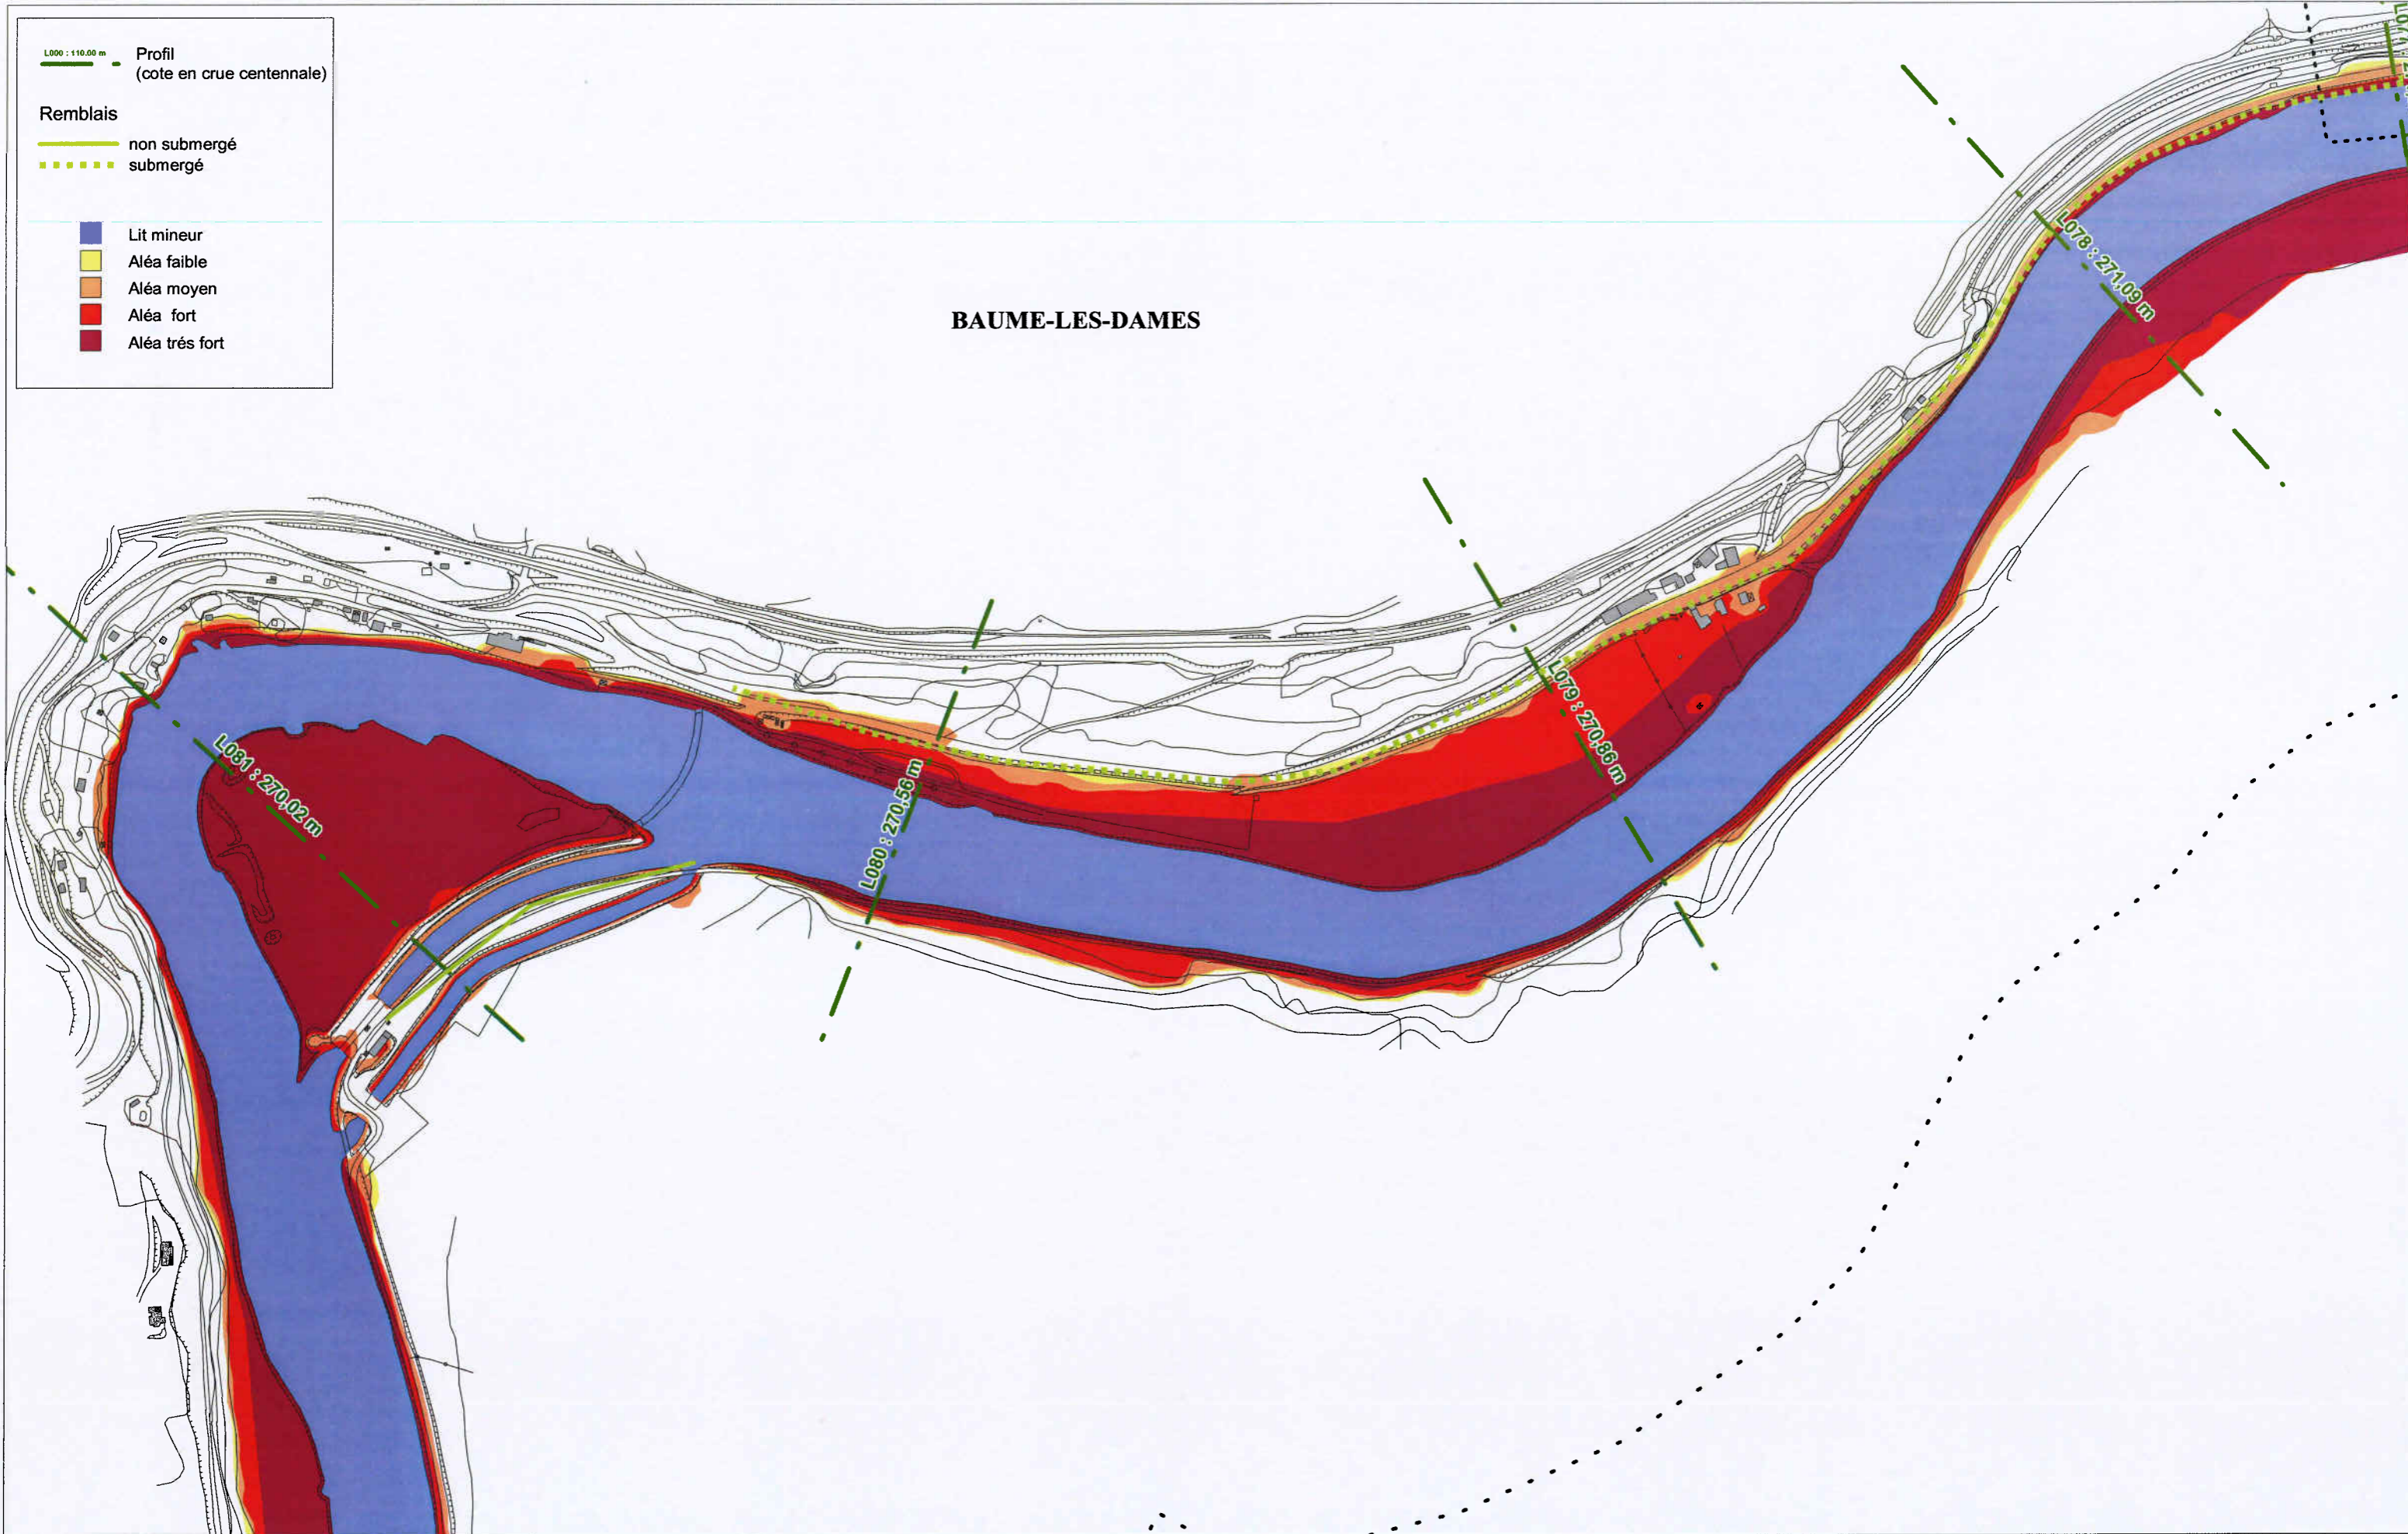 L000 : 110.00 m
Profil
(cote en crue centennale)
Remblais
non submergé
submergé
Lit mineur
Aléa faible
Aléa moyen
Aléa fort
Aléa trés fort
BAUME-LES-DAMES
L078 : 271,09 m
L079 : 270,86 m
L080 : 270,56 m
L081 : 270,02 m